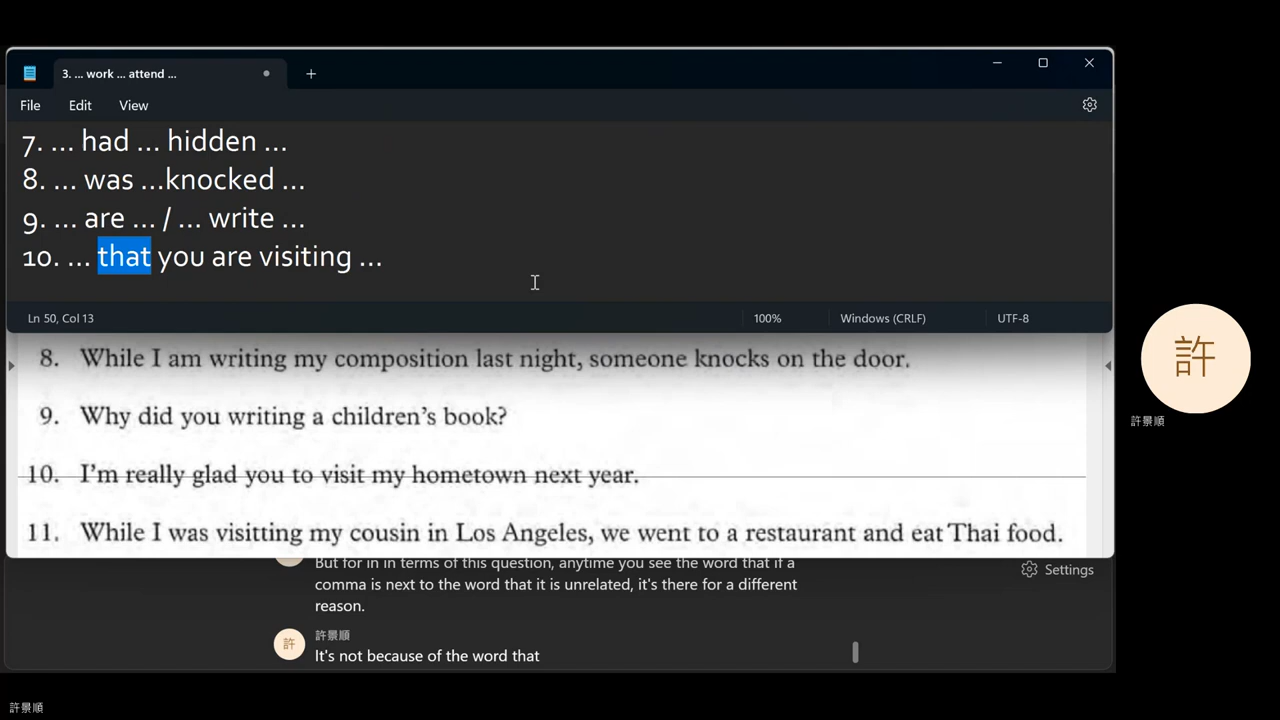 3. ... work ... attend ...
File Edit View
7. ... had ... hidden ...
8. ... was ...knocked ...
9. ... are ... / ... write ...
10. ... that you are visiting ...
Ln 50, Col 13 100% Windows (CRLF) UTF-8
8. While I am writing my composition last night, someone knocks on the door.
9. Why did you writing a children's book?
10. I'm really glad you to visit my hometown next year.
11. While I was visitting my cousin in Los Angeles, we went to a restaurant and eat Thai food.
But for in in terms of this question, anytime you see the word that if a
comma is next to the word that it is unrelated, it's there for a different
reason.
Settings
許
許景順
It's not because of the word that
許
許景順
許景順